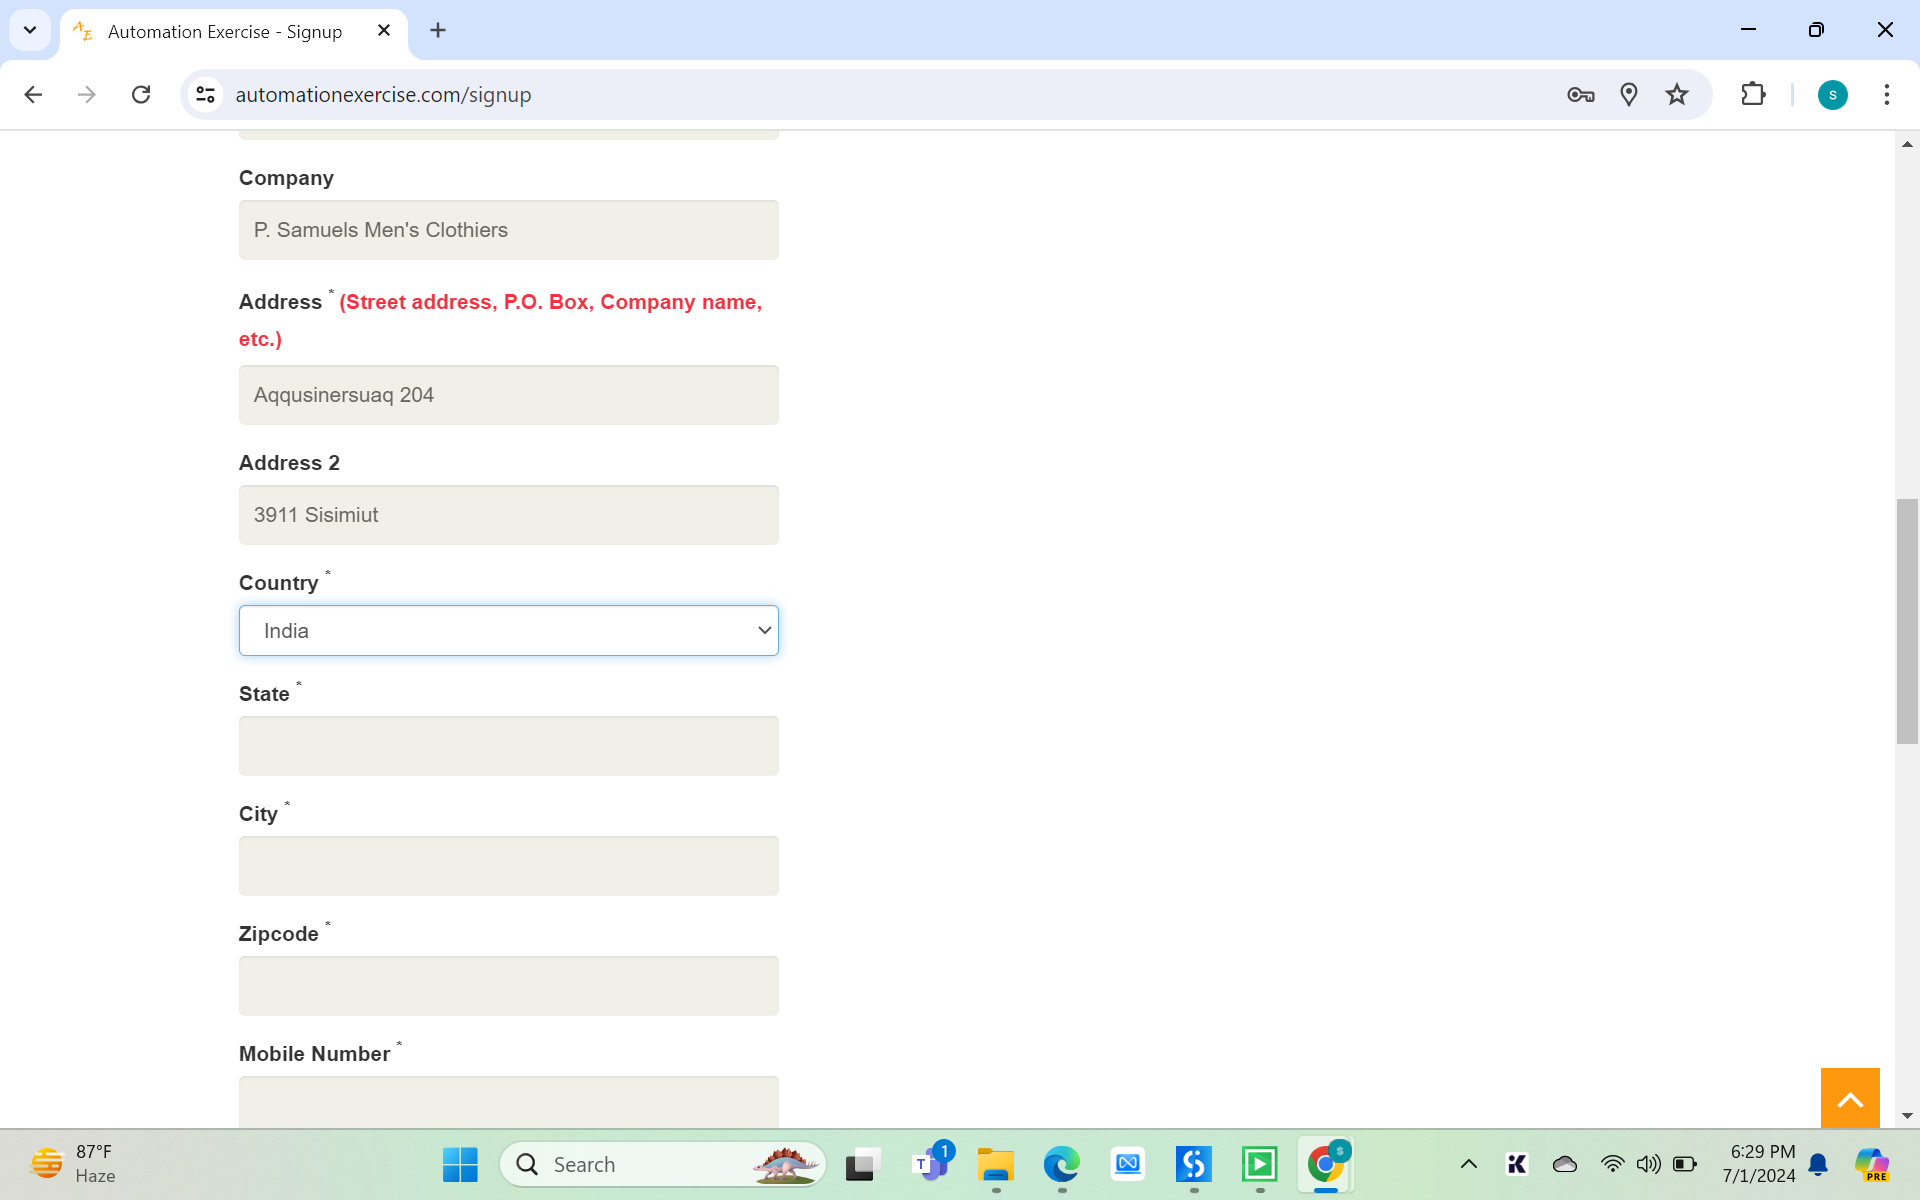 Automation Exercise - Signup
automationexercise.com/signup
s
Company
P. Samuels Men's Clothiers
Address * (Street address, P.O. Box, Company name,
etc.)
Aqqusinersuaq 204
Address 2
3911 Sisimiut
Country *
India
State *
City *
Zipcode *
Mobile Number *
87°F
Haze
Search
T
1
s
K
6:29 PM
7/1/2024
PRE